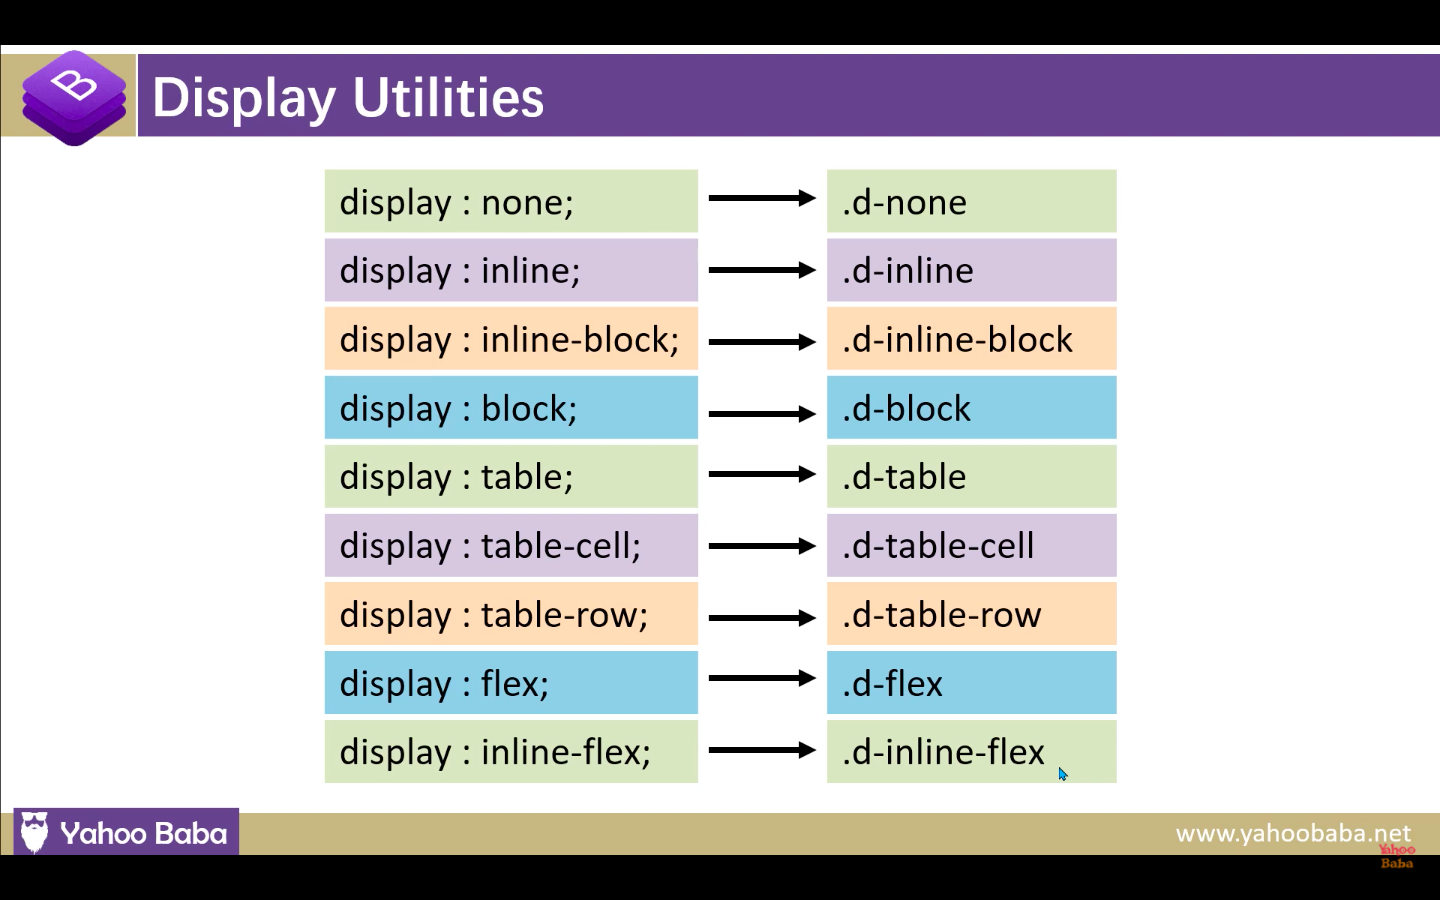 B
Display Utilities
display : none;
.d-none
display : inline;
.d-inline
display : inline-block;
.d-inline-block
display : block;
.d-block
display : table;
.d-table
display : table-cell;
.d-table-cell
display : table-row;
.d-table-row
display : flex;
.d-flex
display : inline-flex;
.d-inline-flex
Yahoo Baba
www.yahoobaba.net
Yahoo
Baba